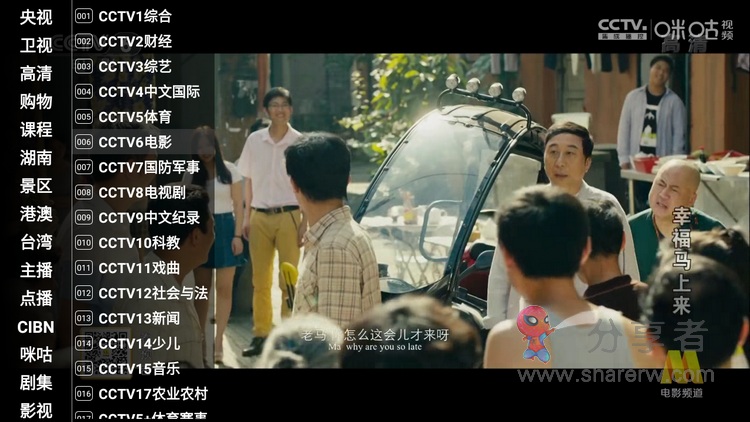 央视
卫视
高清
购物
课程
湖南
景区
港澳
台湾
主播
点播
CIBN
咪咕
剧集
影视
001 CCTV1综合
002 CCTV2财经
003 CCTV3综艺
004 CCTV4中文国际
005 CCTV5体育
006 CCTV6电影
007 CCTV7国防军事
008 CCTV8电视剧
009 CCTV9中文纪录
010 CCTV10科教
011 CCTV11戏曲
012 CCTV12社会与法
013 CCTV13新闻
014 CCTV14少儿
015 CCTV15音乐
016 CCTV17农业农村
017 CCTV5+体育赛事
CCTV. 咪咕视频
高清
幸福马上来
怎么这会儿才来呀
why are you so late
分享者
www.sharerw.com
电影频道